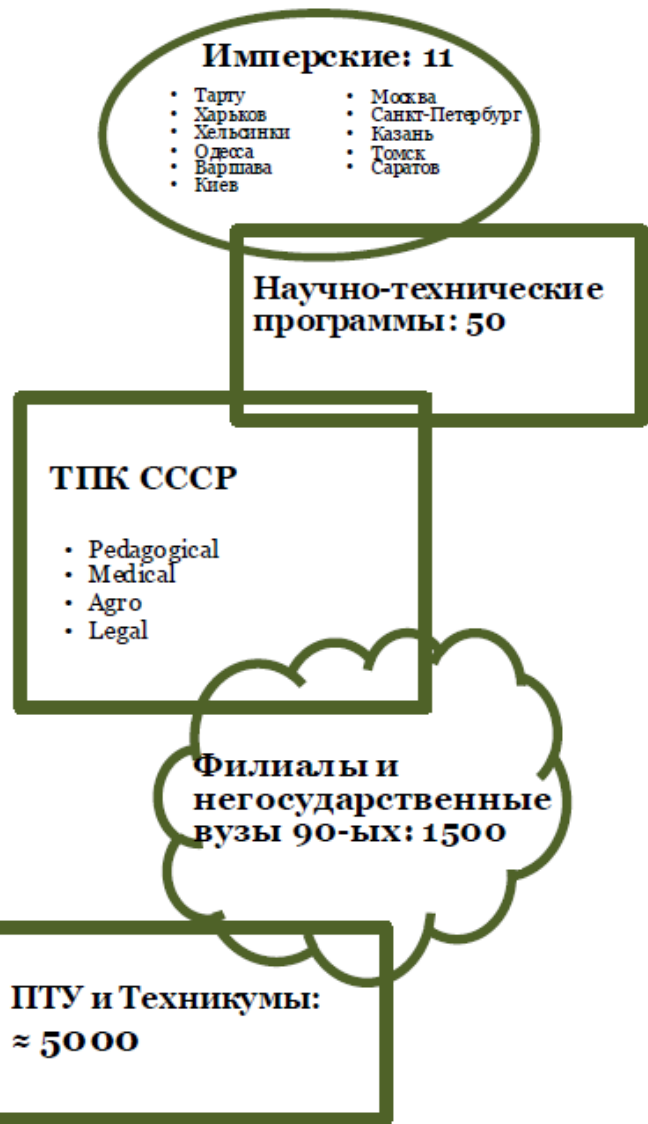 Имперские: 11
• Тарту
• Харьков
• Хельсинки
• Одесса
• Варшава
• Киев
• Москва
• Санкт-Петербург
• Казань
• Томск
• Саратов
Научно-технические
программы: 50
ТПК СССР
• Pedagogical
• Medical
• Agro
• Legal
Филиалы и
негосударственные
вузы 90-ых: 1500
ПТУ и Техникумы:
≈ 5000